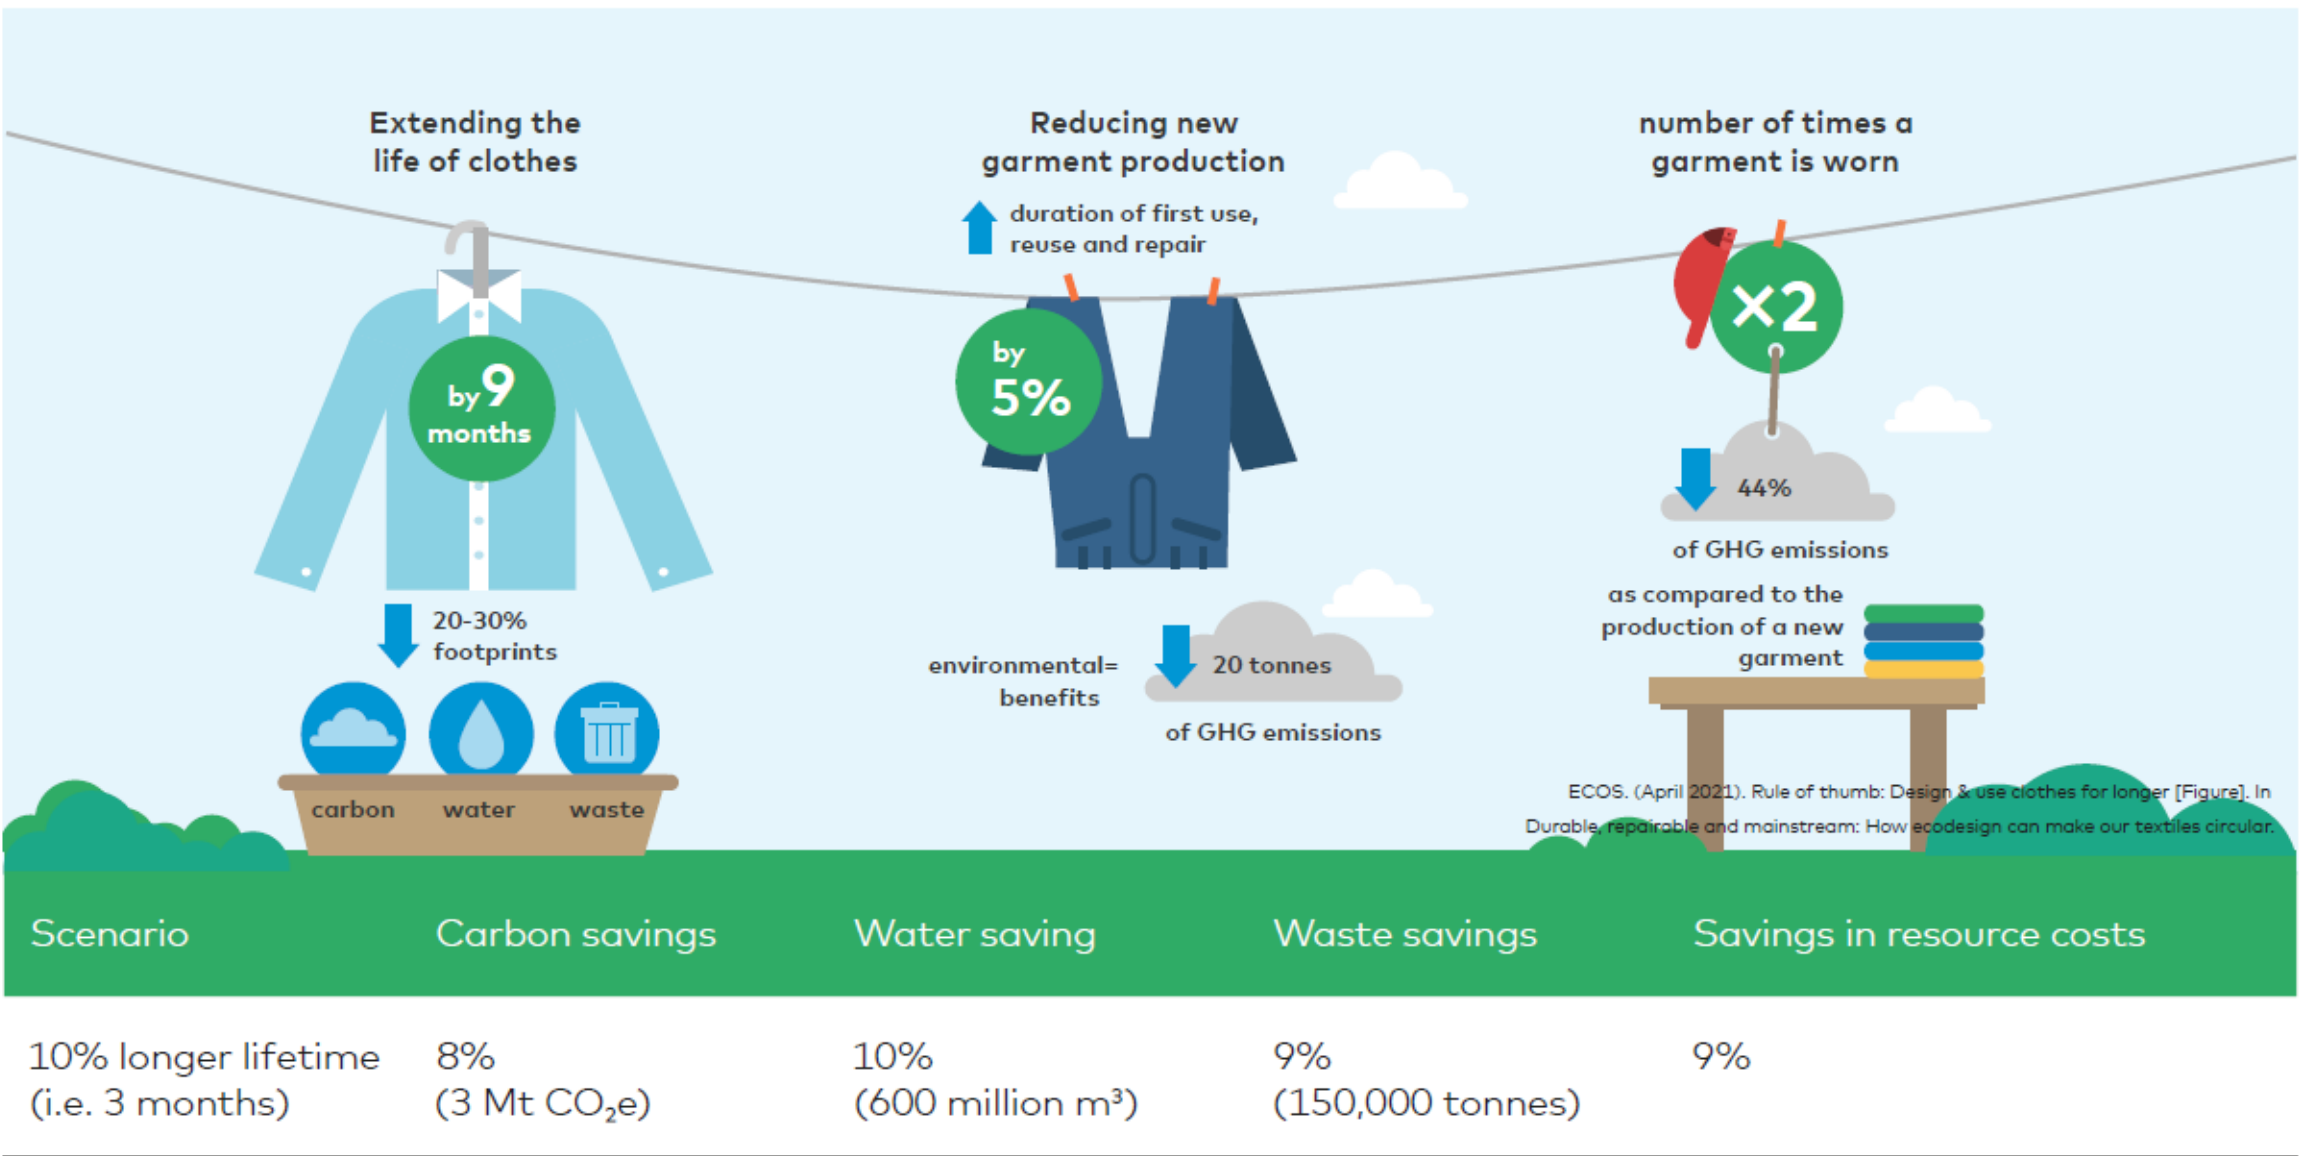 Extending the
life of clothes
by 9
months
20-30%
footprints
carbon water waste
Reducing new
garment production
duration of first use,
reuse and repair
by
5%
environmental=
benefits
20 tonnes
of GHG emissions
number of times a
garment is worn
×2
44%
of GHG emissions
as compared to the
production of a new
garment
ECOS. (April 2021). Rule of thumb: Design & use clothes for longer [Figure]. In
Durable, repairable and mainstream: How ecodesign can make our textiles circular.
Scenario Carbon savings Water saving Waste savings Savings in resource costs
10% longer lifetime 8% 10% 9% 9%
(i.e. 3 months) (3 Mt CO₂e) (600 million m³) (150,000 tonnes)